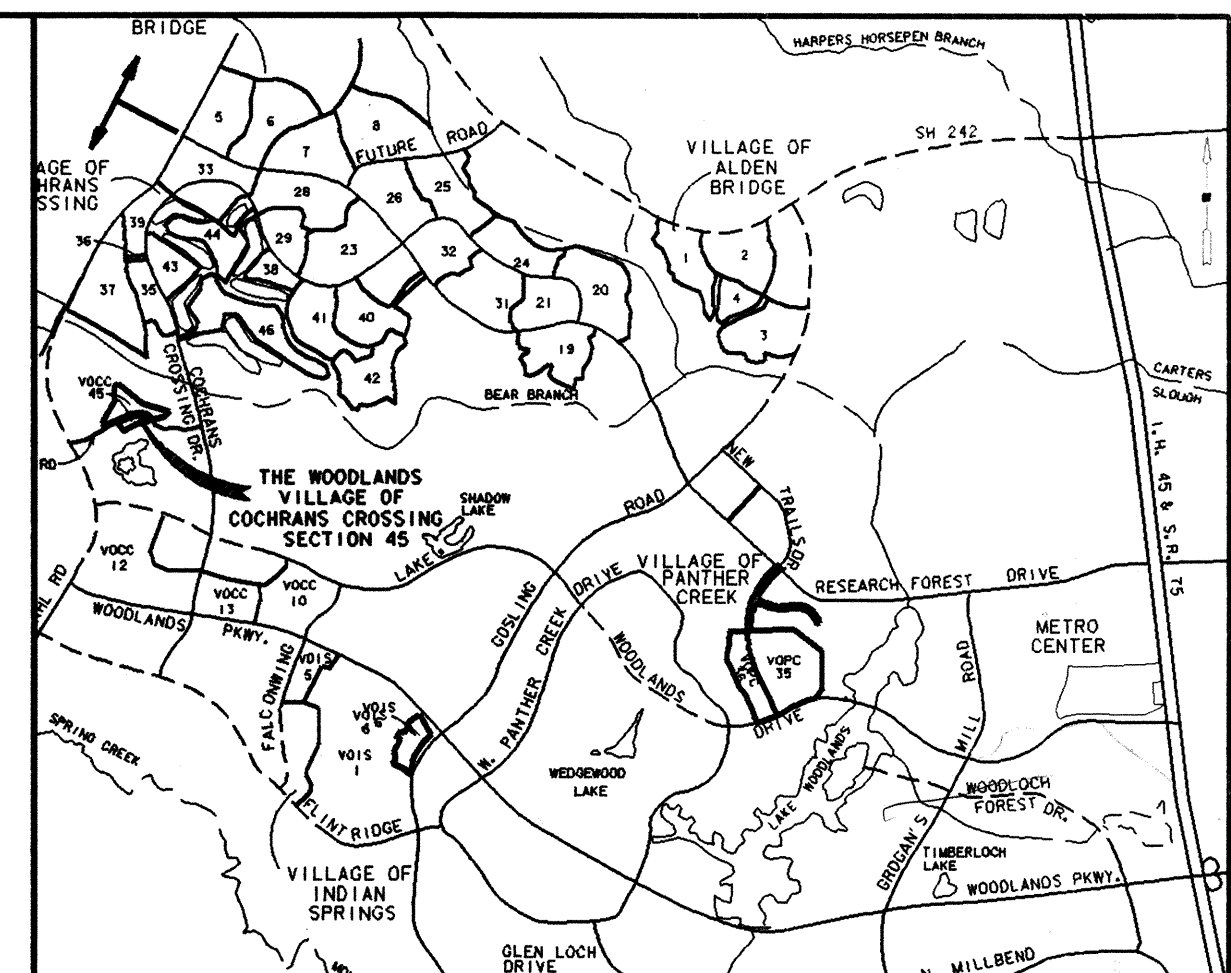 BRIDGE
HARPERS HORSEPEN BRANCH
5
6
8
7
FUTURE ROAD
SH 242
VILLAGE OF
ALDEN
BRIDGE
AGE OF
HRANS
SSING
33
28
26
25
39
44
29
23
32
24
36
43
38
37
35
31
21
20
41
40
46
42
19
1
2
4
3
BEAR BRANCH
CARTERS
SLOUGH
VOCC
45
COCHRANS
CROSSING DR.
RD
THE WOODLANDS
VILLAGE OF
COCHRANS CROSSING
SECTION 45
SHADOW
LAKE
I.H. 45 & S.R. 75
NEW TRAILS DR
GOSLING ROAD
LAKE
VOCC
12
VOCC
13
VOCC
10
WOODLANDS PKWY.
HL RD
VILLAGE OF
PANTHER
CREEK
RESEARCH FOREST DRIVE
METRO
CENTER
W. PANTHER CREEK DRIVE
WOODLANDS DRIVE
VOPC
VOPC
35
GROGAN'S MILL ROAD
FALCONWING
VOIS
5
VOIS
VOIS
6
VOIS
1
SPRING CREEK
FLINTRIDGE
WEDGEWOOD
LAKE
LAKE WOODLANDS
WOODLOCH
FOREST DR.
TIMBERLOCH
LAKE
WOODLANDS PKWY.
VILLAGE OF
INDIAN
SPRINGS
GLEN LOCH
DRIVE
N. MILLBEND